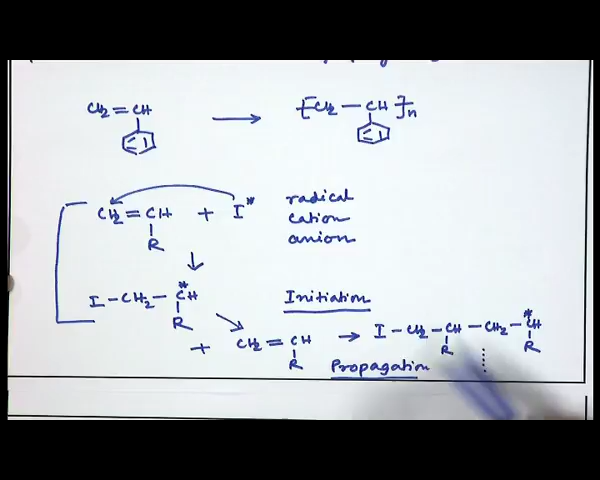 CH2 = CH ⟶ [CH2 — CH]n
CH2 = CH + I* radical
cation
R anion
I — CH2 — CH* Initiation
R
+ CH2 = CH → I — CH2 — CH — CH2 — CH*
R R R
Propagation